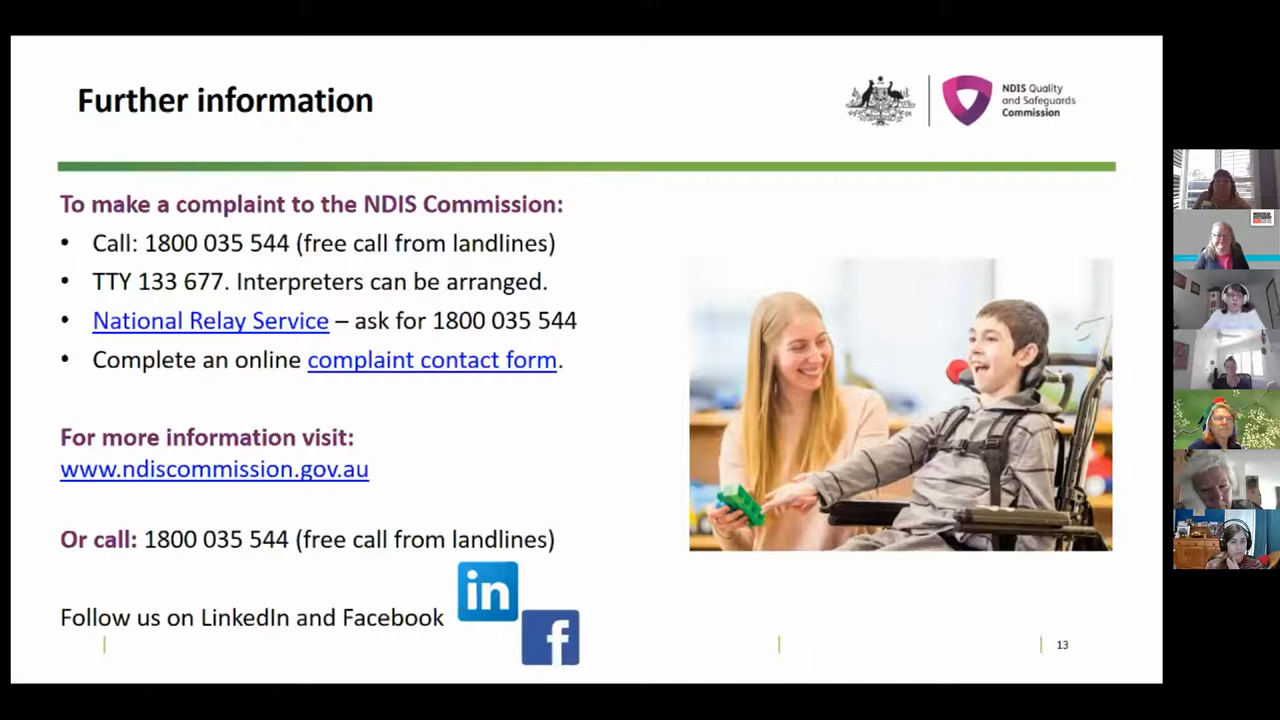 Further information
NDIS Quality
and Safeguards
Commission
To make a complaint to the NDIS Commission:
• Call: 1800 035 544 (free call from landlines)
• TTY 133 677. Interpreters can be arranged.
• National Relay Service – ask for 1800 035 544
• Complete an online complaint contact form.
For more information visit:
www.ndiscommission.gov.au
Or call: 1800 035 544 (free call from landlines)
Follow us on LinkedIn and Facebook
in
f
13